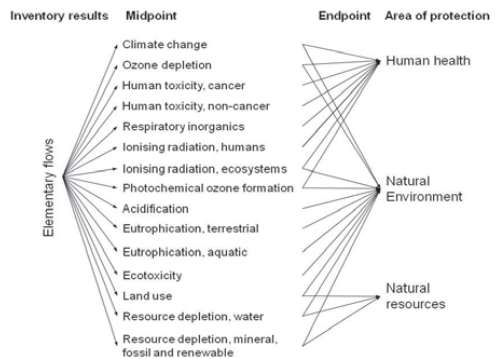 Inventory results Midpoint Endpoint Area of protection
Climate change
Ozone depletion
Human toxicity, cancer
Human toxicity, non-cancer
Respiratory inorganics
Ionising radiation, humans
Ionising radiation, ecosystems
Photochemical ozone formation
Acidification
Eutrophication, terrestrial
Eutrophication, aquatic
Ecotoxicity
Land use
Resource depletion, water
Resource depletion, mineral,
fossil and renewable
Elementary flows
Human health
Natural
Environment
Natural
resources